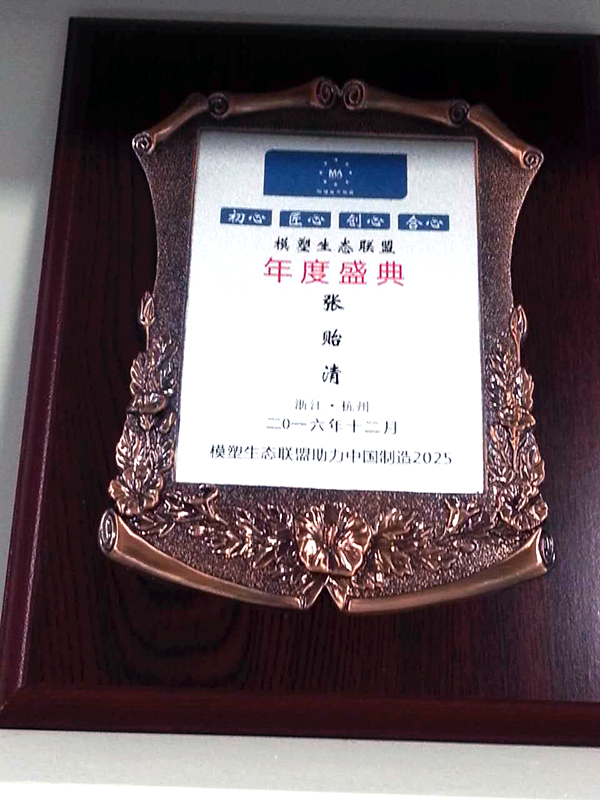 MA
初心 匠心 创心 合心
模塑生态联盟
年度盛典
张
贻
清
浙江·杭州
二0一六年十二月
模塑生态联盟助力中国制造2025